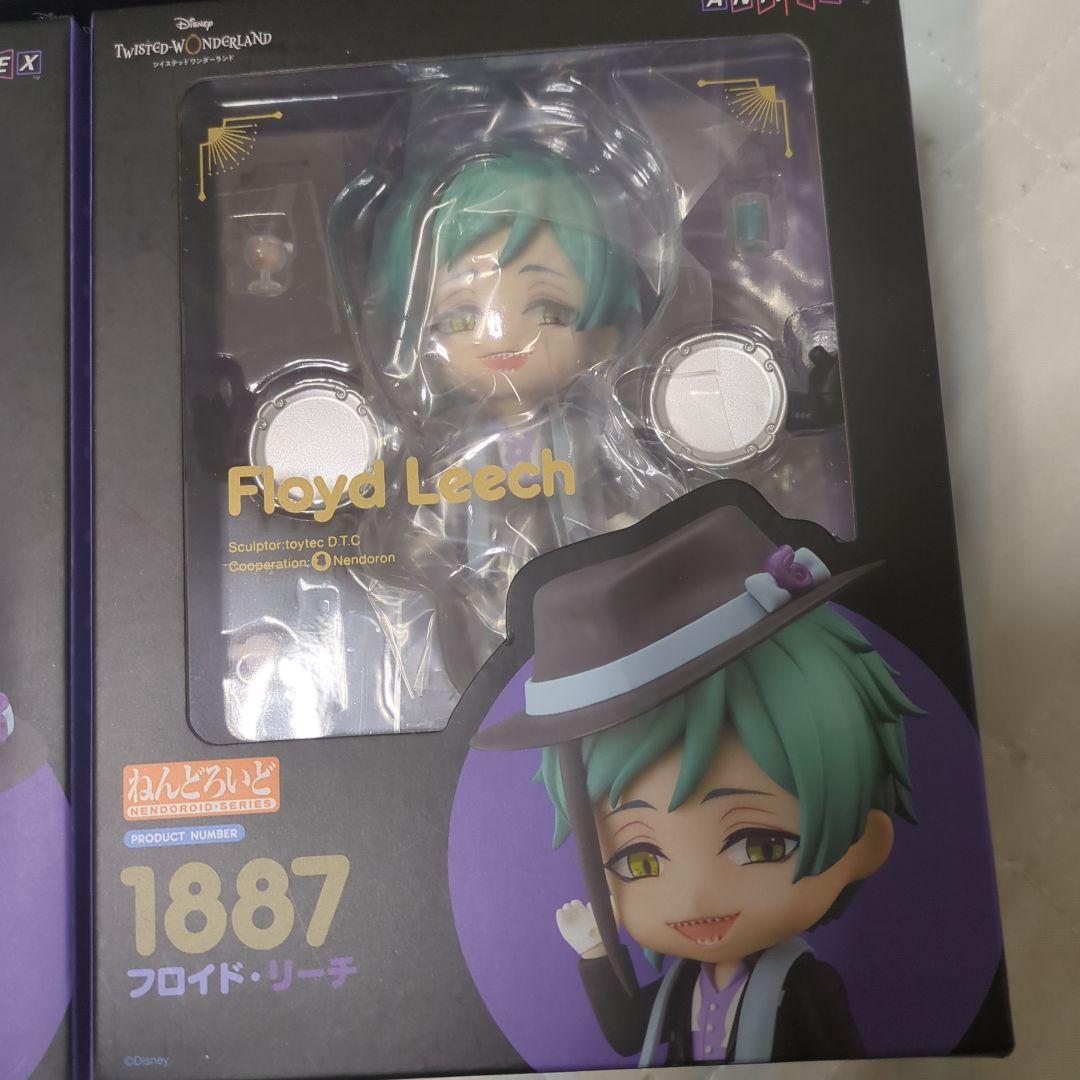 EX
Disney
TWISTED-WONDERLAND
ツイステッドワンダーランド
Floyd Leech
Sculptor:toytec D.T.C
Cooperation: Nendoron
ねんどろいど
NENDOROID・SERIES
PRODUCT NUMBER
1887
フロイド・リーチ
©Disney